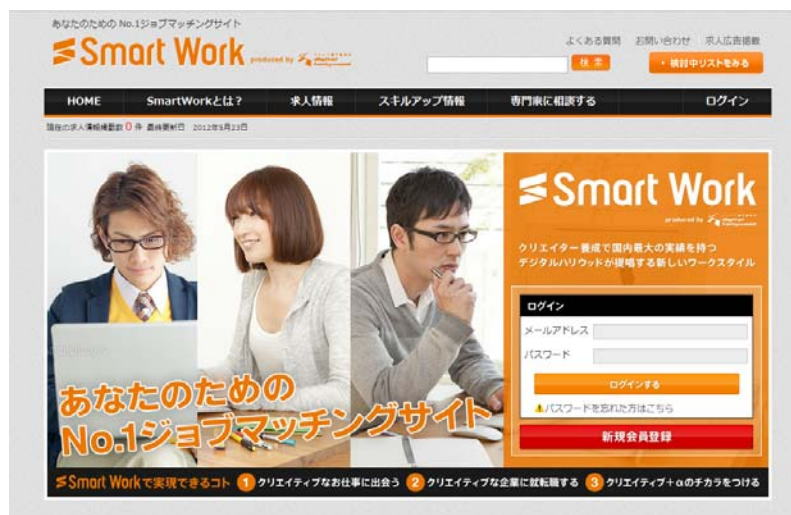 あなたのための No.1ジョブマッチングサイト
Smart Work produced by
よくある質問 お問い合わせ 求人広告掲載
検索
・検討中リストをみる
HOME SmartWorkとは？ 求人情報 スキルアップ情報 専門家に相談する ログイン
現在の求人情報掲載数 0 件 最終更新日 2012年5月23日
Smart Work
produced by
クリエイター養成で国内最大の実績を持つ
デジタルハリウッドが提唱する新しいワークスタイル
ログイン
メールアドレス
パスワード
ログインする
パスワードを忘れた方はこちら
新規会員登録
あなたのための
No.1ジョブマッチングサイト
Smart Workで実現できるコト 1 クリエイティブなお仕事に出会う 2 クリエイティブな企業に就転職する 3 クリエイティブ＋αのチカラをつける